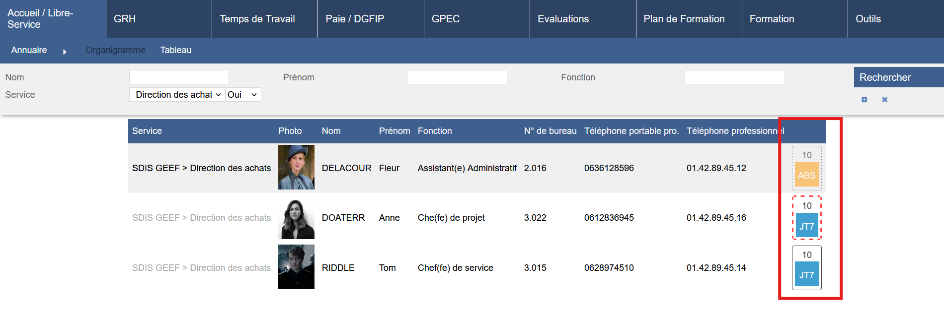 Accueil / Libre-Service GRH Temps de Travail Paie / DGFIP GPEC Evaluations Plan de Formation Formation Outils
Annuaire Organigramme Tableau
Nom Prénom Fonction Rechercher
Service Direction des achat Oui
Service Photo Nom Prénom Fonction N° de bureau Téléphone portable pro. Téléphone professionnel
SDIS GEEF > Direction des achats DELACOUR Fleur Assistant(e) Administratif 2.016 0636128596 01.42.89.45.12 10 ABS
SDIS GEEF > Direction des achats DOATERR Anne Che(fe) de projet 3.022 0612836945 01.42.89.45.16 10 JT7
SDIS GEEF > Direction des achats RIDDLE Tom Chef(fe) de service 3.015 0628974510 01.42.89.45.14 10 JT7